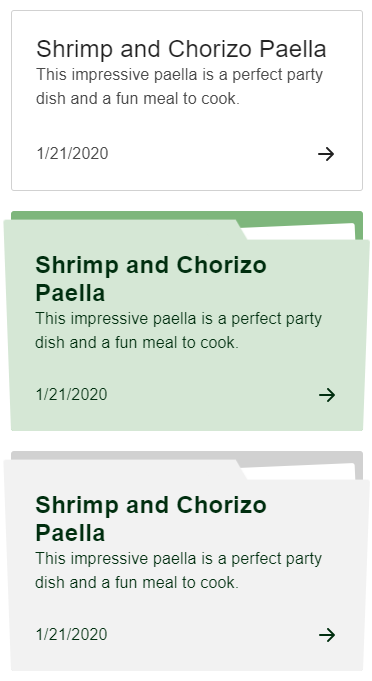 Shrimp and Chorizo Paella
This impressive paella is a perfect party
dish and a fun meal to cook.
1/21/2020
Shrimp and Chorizo
Paella
This impressive paella is a perfect party
dish and a fun meal to cook.
1/21/2020
Shrimp and Chorizo
Paella
This impressive paella is a perfect party
dish and a fun meal to cook.
1/21/2020